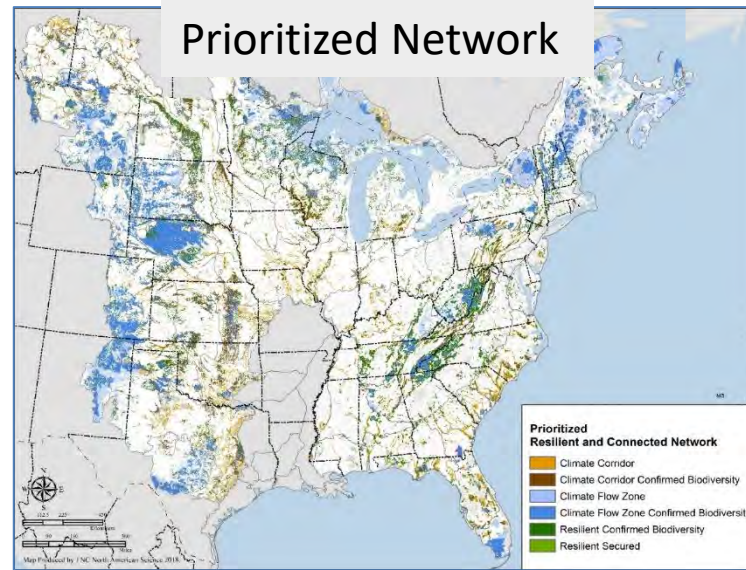 Prioritized Network
Prioritized
Resilient and Connected Network
Climate Corridor
Climate Corridor Confirmed Biodiversity
Climate Flow Zone
Climate Flow Zone Confirmed Biodiversit
Resilient Confirmed Biodiversity
Resilient Secured
N
S
Miles
Map Produced by TNC North American Science 2018